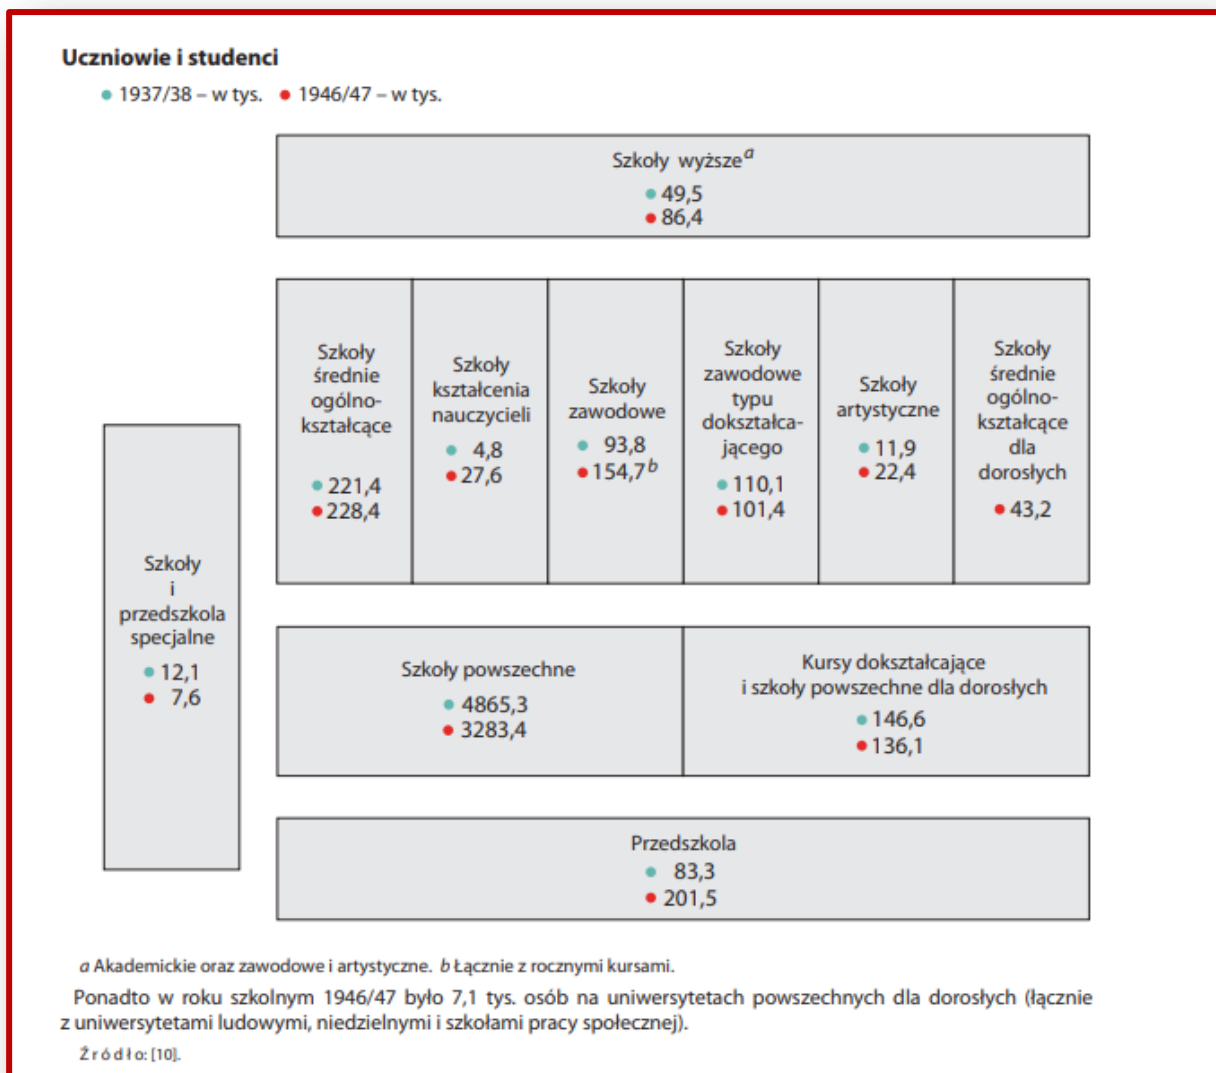 Uczniowie i studenci
1937/38 – w tys. 1946/47 – w tys.
Szkoły wyższe a
49,5
86,4
Szkoły
średnie
ogólno-
kształcące
221,4
228,4
Szkoły
kształcenia
nauczycieli
4,8
27,6
Szkoły
zawodowe
93,8
154,7 b
Szkoły
zawodowe
typu
dokształca-
jącego
110,1
101,4
Szkoły
artystyczne
11,9
22,4
Szkoły
średnie
ogólno-
kształcące
dla
dorosłych
43,2
Szkoły
i
przedszkola
specjalne
12,1
7,6
Szkoły powszechne
4865,3
3283,4
Kursy dokształcające
i szkoły powszechne dla dorosłych
146,6
136,1
Przedszkola
83,3
201,5
a Akademickie oraz zawodowe i artystyczne. b Łącznie z rocznymi kursami.
Ponadto w roku szkolnym 1946/47 było 7,1 tys. osób na uniwersytetach powszechnych dla dorosłych (łącznie
z uniwersytetami ludowymi, niedzielnymi i szkołami pracy społecznej).
Źródło: [10].